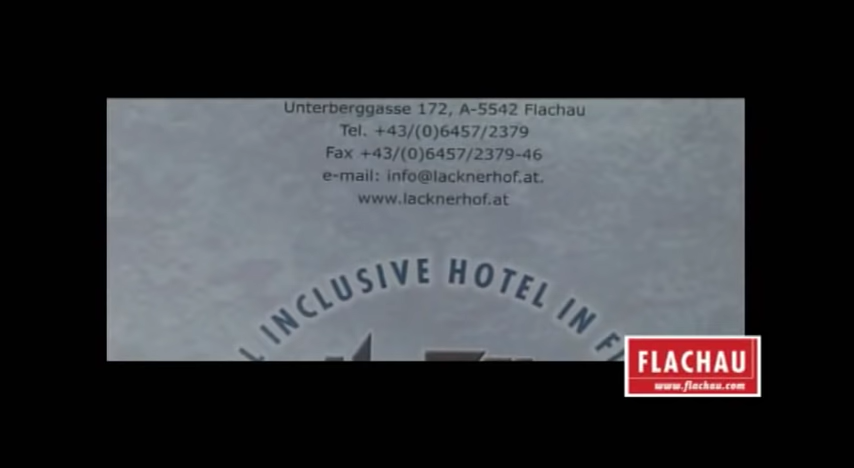 Unterberggasse 172, A-5542 Flachau
Tel. +43/(0)6457/2379
Fax +43/(0)6457/2379-46
e-mail: info@lacknerhof.at.
www.lacknerhof.at
INCLUSIVE HOTEL IN
FLACHAU
www.flachau.com